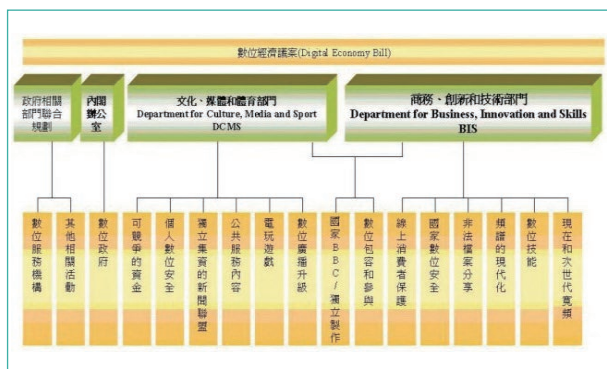 數位經濟議案(Digital Economy Bill)
政府相關
部門聯合
規劃
內閣
辦公
室
文化、媒體和體育部門
Department for Culture, Media and Sport
DCMS
商務、創新和技術部門
Department for Business, Innovation and Skills
BIS
數位服務機構
其他相關活動
數位政府
可競爭的資金
個人數位安全
獨立集資的新聞聯盟
公共服務內容
電玩遊戲
數位廣播升級
國家BBC/獨立製作
數位包容和參與
線上消費者保護
國家數位安全
非法檔案分享
頻譜的現代化
數位技能
現在和次世代寬頻